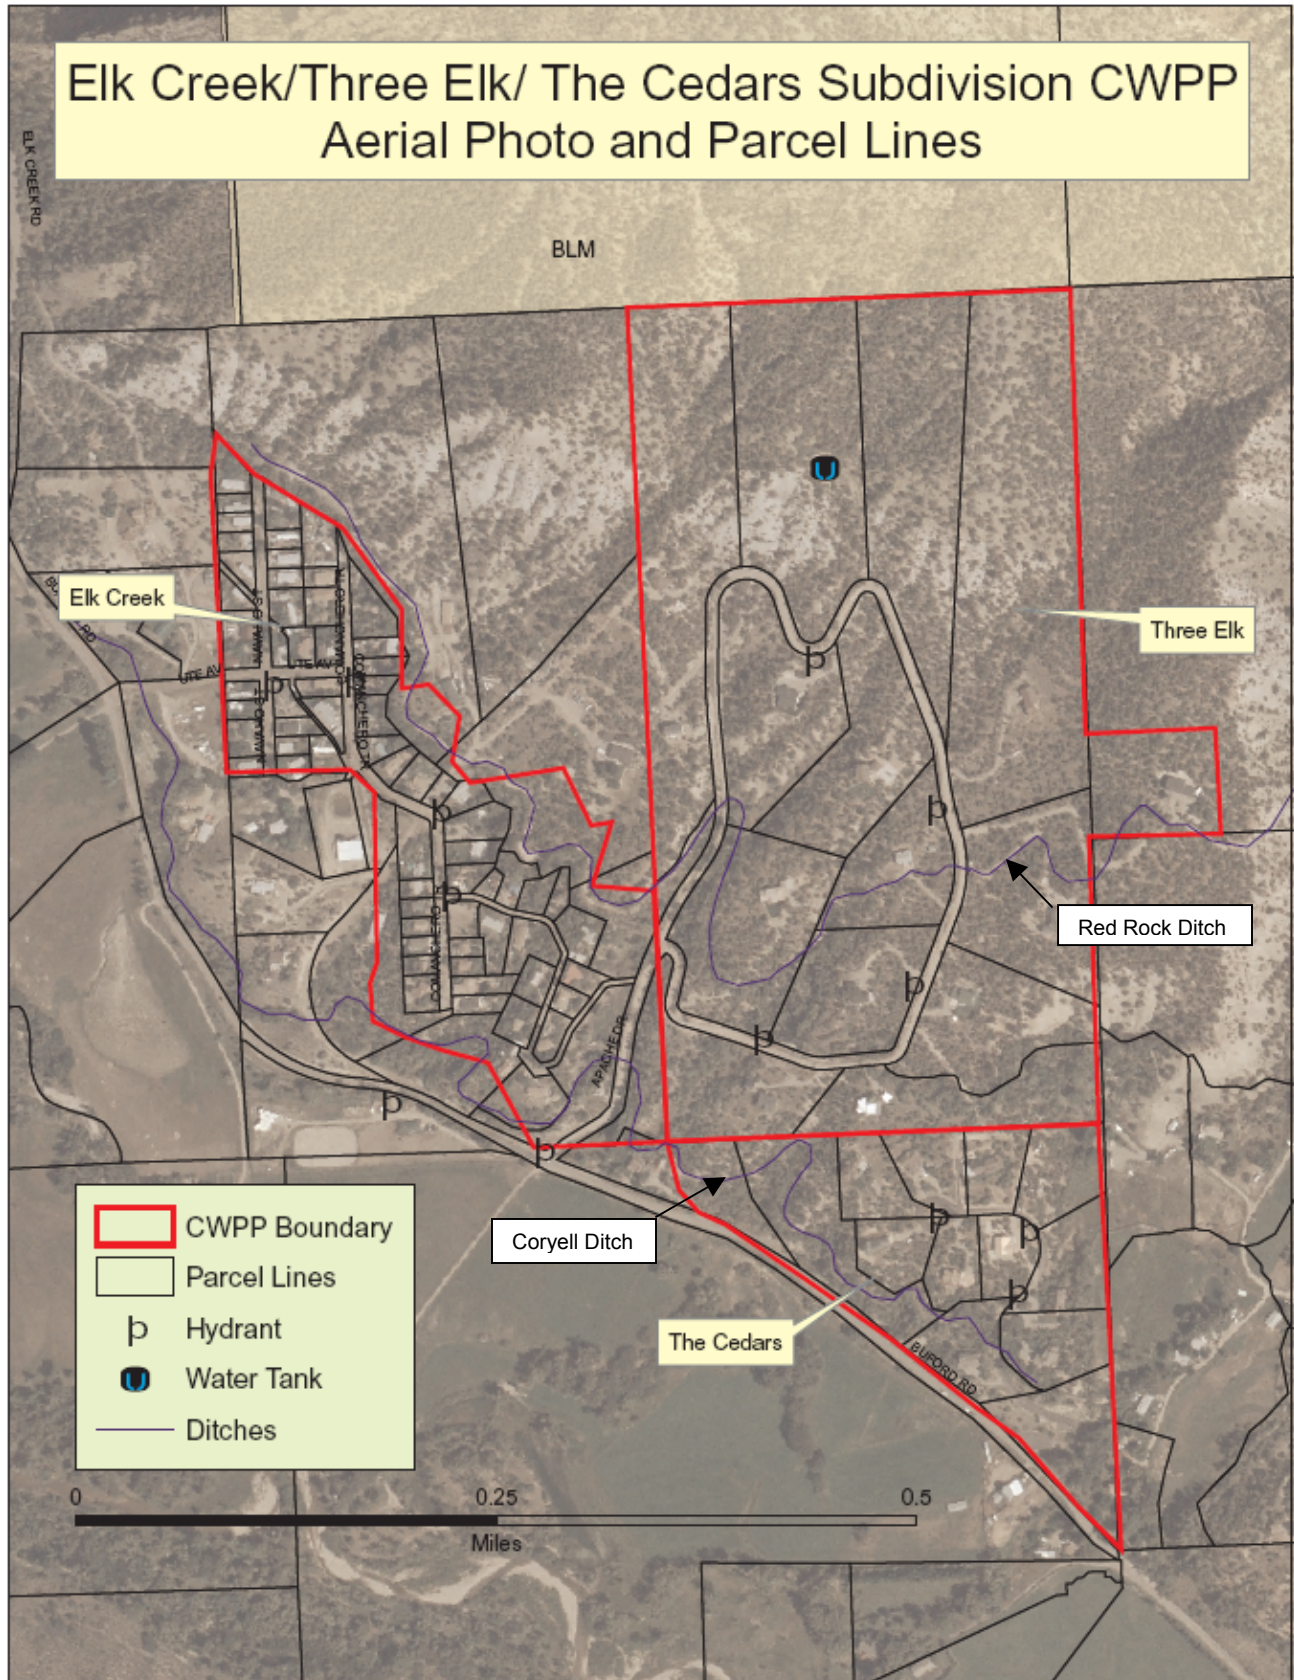 Elk Creek/Three Elk/ The Cedars Subdivision CWPP
Aerial Photo and Parcel Lines
ELK CREEK RD
BLM
Elk Creek
UTE AV
UTE AV
Three Elk
Red Rock Ditch
APACHE DR
Coryell Ditch
The Cedars
BUFORD RD
CWPP Boundary
Parcel Lines
Hydrant
Water Tank
Ditches
0
0.25
0.5
Miles